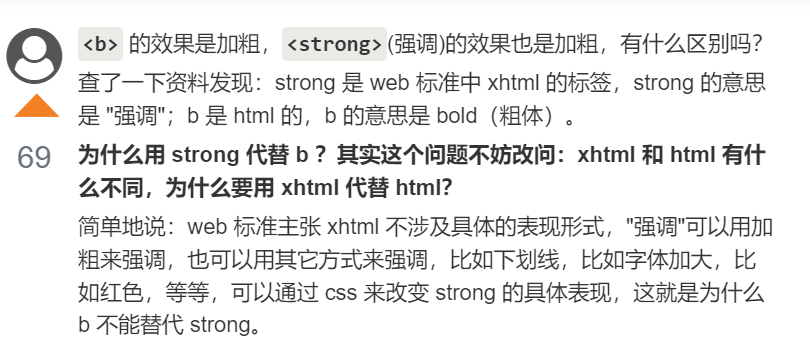 <b> 的效果是加粗，<strong>(强调)的效果也是加粗，有什么区别吗？
查了一下资料发现：strong 是 web 标准中 xhtml 的标签，strong 的意思
是 "强调"；b 是 html 的，b 的意思是 bold（粗体）。
69
为什么用 strong 代替 b ？其实这个问题不妨改问：xhtml 和 html 有什
么不同，为什么要用 xhtml 代替 html？
简单地说：web 标准主张 xhtml 不涉及具体的表现形式，"强调"可以用加
粗来强调，也可以用其它方式来强调，比如下划线，比如字体加大，比
如红色，等等，可以通过 css 来改变 strong 的具体表现，这就是为什么
b 不能替代 strong。